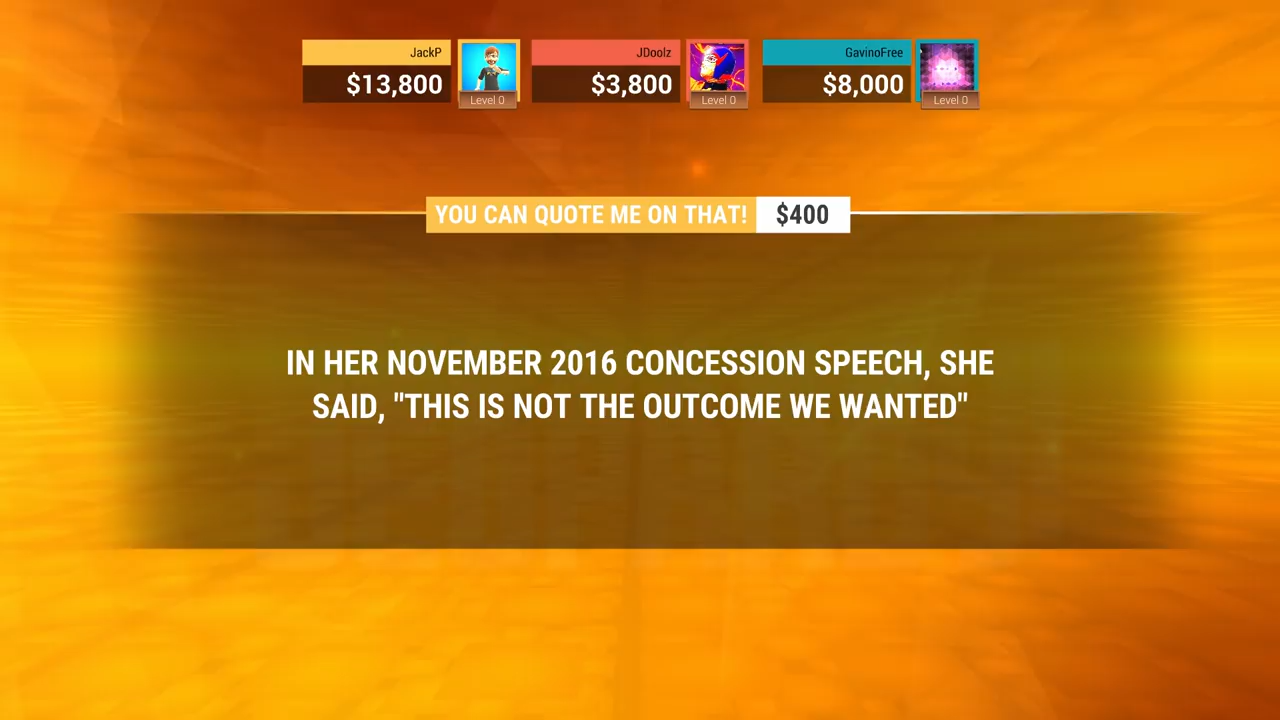 JackP
$13,800
Level 0
JDoolz
$3,800
Level 0
GavinoFree
$8,000
Level 0
YOU CAN QUOTE ME ON THAT! $400
IN HER NOVEMBER 2016 CONCESSION SPEECH, SHE
SAID, "THIS IS NOT THE OUTCOME WE WANTED"